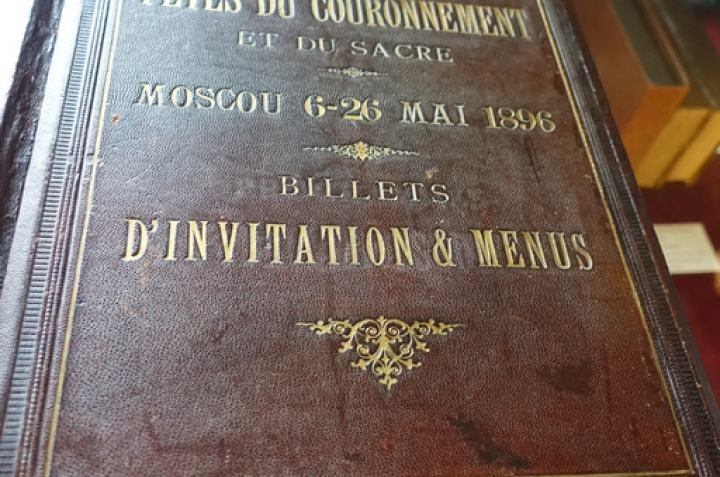 FÊTES DU COURONNEMENT
ET DU SACRE
MOSCOU 6-26 MAI 1896
BILLETS
D'INVITATION & MENUS